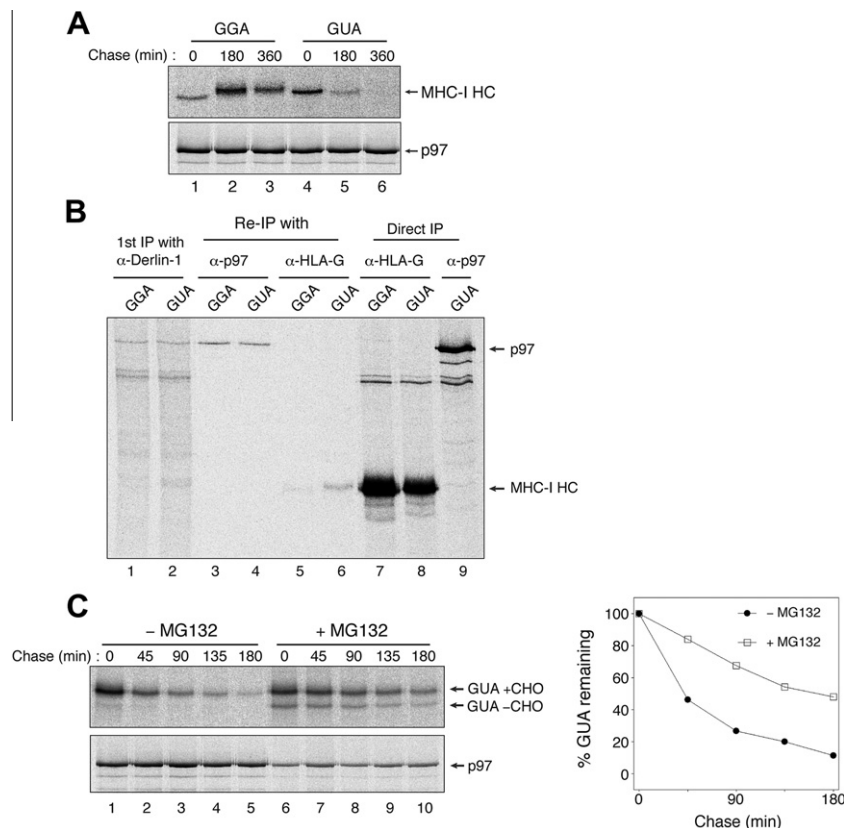 A
GGA GUA
Chase (min) : 0 180 360 0 180 360
MHC-I HC
p97
1 2 3 4 5 6
B
Re-IP with
1st IP with Direct IP
α-Derlin-1 α-p97 α-HLA-G α-HLA-G α-p97
GGA GUA GGA GUA GGA GUA GGA GUA GUA
p97
MHC-I HC
1 2 3 4 5 6 7 8 9
C
– MG132 + MG132
Chase (min) : 0 45 90 135 180 0 45 90 135 180
GUA +CHO
GUA –CHO
p97
1 2 3 4 5 6 7 8 9 10
% GUA remaining
100
80
60
40
20
0
– MG132
+ MG132
0 90 180
Chase (min)